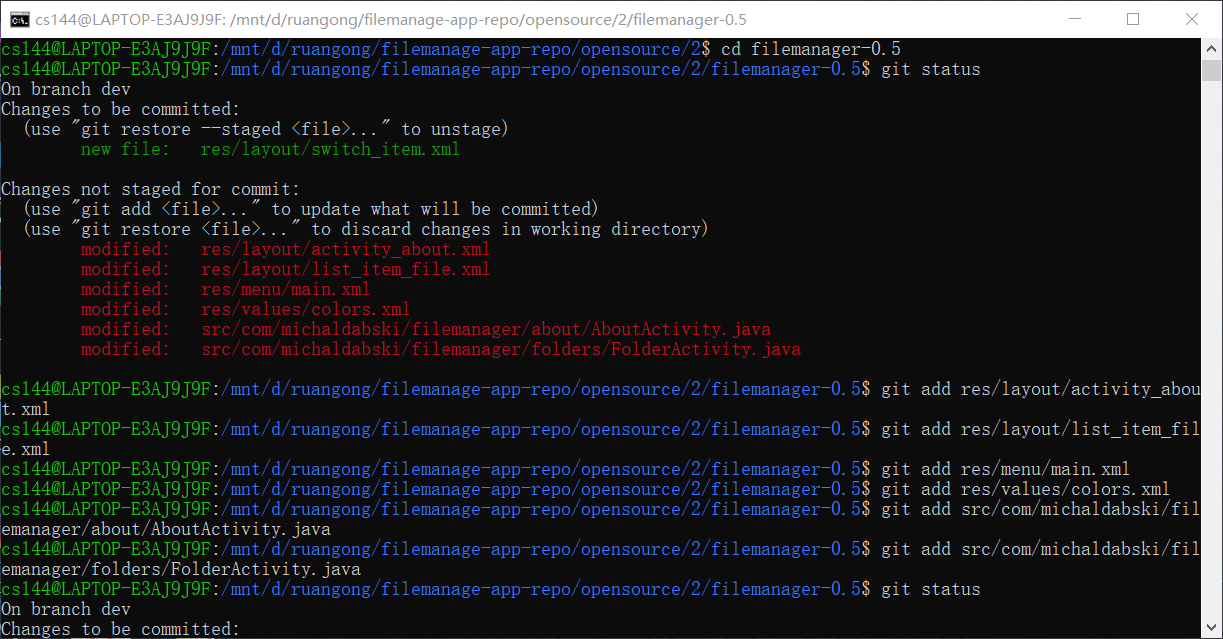 cs144@LAPTOP-E3AJ9J9F: /mnt/d/ruangong/filemanage-app-repo/opensource/2/filemanager-0.5
cs144@LAPTOP-E3AJ9J9F:/mnt/d/ruangong/filemanage-app-repo/opensource/2$ cd filemanager-0.5
cs144@LAPTOP-E3AJ9J9F:/mnt/d/ruangong/filemanage-app-repo/opensource/2/filemanager-0.5$ git status
On branch dev
Changes to be committed:
  (use "git restore --staged <file>..." to unstage)
        new file:   res/layout/switch_item.xml

Changes not staged for commit:
  (use "git add <file>..." to update what will be committed)
  (use "git restore <file>..." to discard changes in working directory)
        modified:   res/layout/activity_about.xml
        modified:   res/layout/list_item_file.xml
        modified:   res/menu/main.xml
        modified:   res/values/colors.xml
        modified:   src/com/michaldabski/filemanager/about/AboutActivity.java
        modified:   src/com/michaldabski/filemanager/folders/FolderActivity.java

cs144@LAPTOP-E3AJ9J9F:/mnt/d/ruangong/filemanage-app-repo/opensource/2/filemanager-0.5$ git add res/layout/activity_abou
t.xml
cs144@LAPTOP-E3AJ9J9F:/mnt/d/ruangong/filemanage-app-repo/opensource/2/filemanager-0.5$ git add res/layout/list_item_fil
e.xml
cs144@LAPTOP-E3AJ9J9F:/mnt/d/ruangong/filemanage-app-repo/opensource/2/filemanager-0.5$ git add res/menu/main.xml
cs144@LAPTOP-E3AJ9J9F:/mnt/d/ruangong/filemanage-app-repo/opensource/2/filemanager-0.5$ git add res/values/colors.xml
cs144@LAPTOP-E3AJ9J9F:/mnt/d/ruangong/filemanage-app-repo/opensource/2/filemanager-0.5$ git add src/com/michaldabski/fil
emanager/about/AboutActivity.java
cs144@LAPTOP-E3AJ9J9F:/mnt/d/ruangong/filemanage-app-repo/opensource/2/filemanager-0.5$ git add src/com/michaldabski/fil
emanager/folders/FolderActivity.java
cs144@LAPTOP-E3AJ9J9F:/mnt/d/ruangong/filemanage-app-repo/opensource/2/filemanager-0.5$ git status
On branch dev
Changes to be committed: